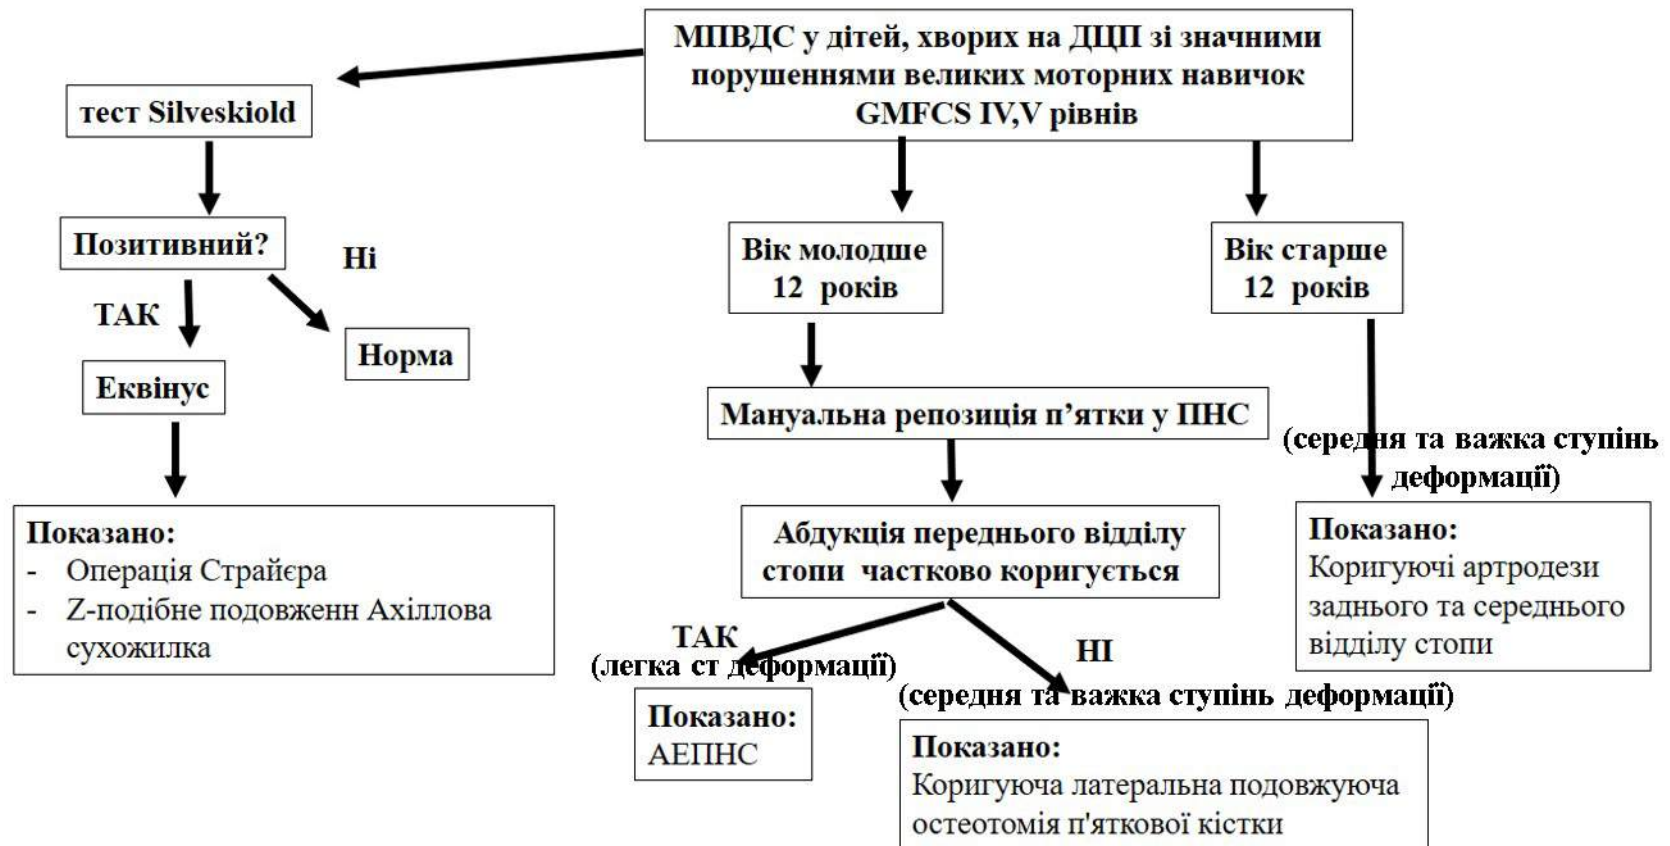 МПВДС у дітей, хворих на ДЦП зі значними
порушеннями великих моторних навичок
GMFCS IV,V рівнів
тест Silveskiold
Позитивний?
Ні
ТАК
Норма
Еквінус
Показано:
- Операція Страйєра
- Z-подібне подовженн Ахіллова
сухожилка
Вік молодше
12 років
Вік старше
12 років
Мануальна репозиція п’ятки у ПНС
(середня та важка ступінь
деформації)
Абдукція переднього відділу
стопи частково коригується
Показано:
Коригуючі артродези
заднього та середнього
відділу стопи
ТАК
(легка ст деформації)
НІ
(середня та важка ступінь деформації)
Показано:
АЕПНС
Показано:
Коригуюча латеральна подовжуюча
остеотомія п'яткової кістки